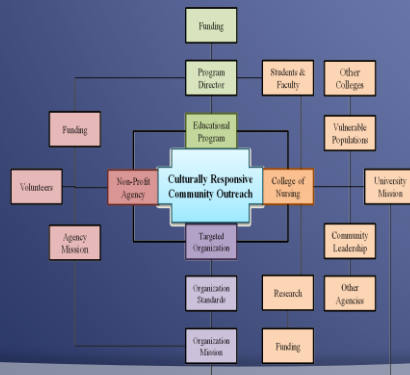 Funding
Program
Director
Students &
Faculty
Other
Colleges
Funding
Educational
Program
Vulnerable
Populations
Volunteers
Non-Profit
Agency
Culturally Responsive
Community Outreach
College of
Nursing
University
Mission
Agency
Mission
Targeted
Organization
Community
Leadership
Organization
Standards
Research
Other
Agencies
Organization
Mission
Funding